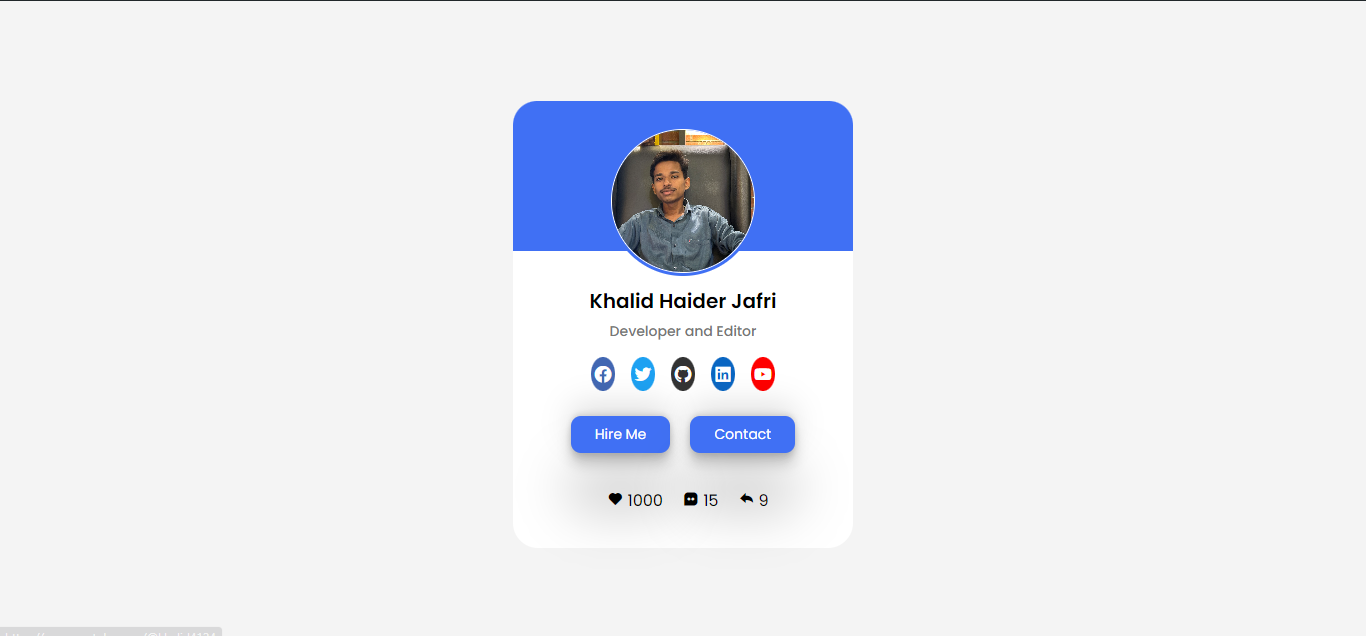 Khalid Haider Jafri
Developer and Editor
Hire Me Contact
1000 15 9